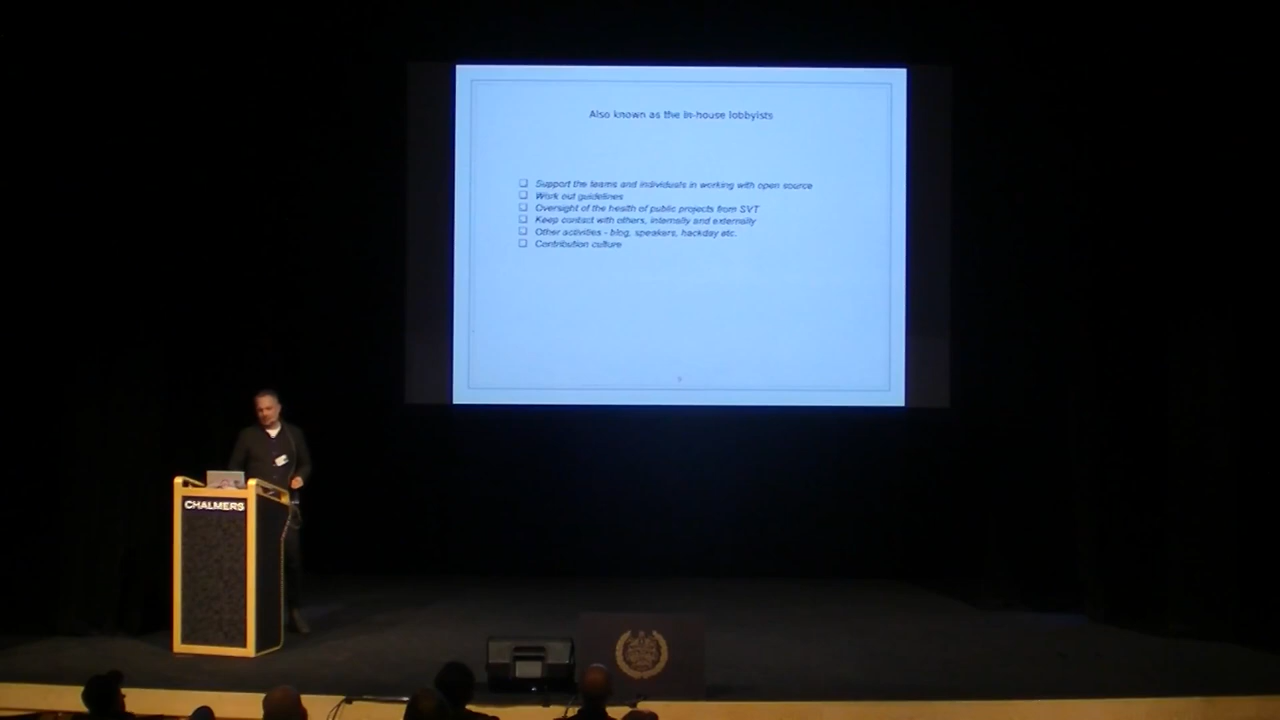 Also known as the in-house lobbyists
Support the teams and individuals in working with open source
Work out guidelines
Oversight of the health of public projects from SVT
Keep contact with others, internally and externally
Other activities - blog, speakers, hackday etc.
Contribution culture
9
CHALMERS